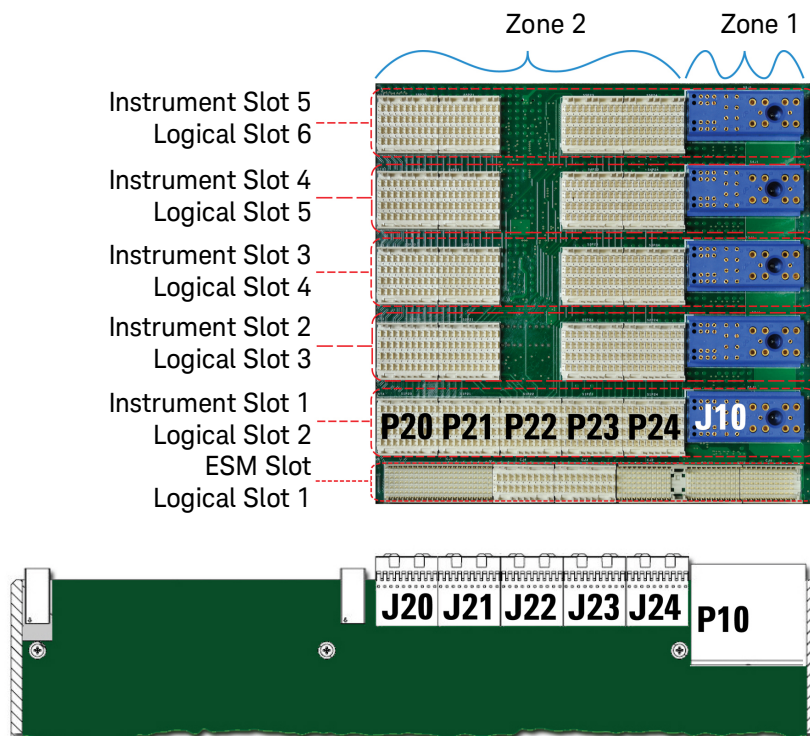 Zone 2
Zone 1
Instrument Slot 5
Logical Slot 6
Instrument Slot 4
Logical Slot 5
Instrument Slot 3
Logical Slot 4
Instrument Slot 2
Logical Slot 3
Instrument Slot 1
Logical Slot 2
ESM Slot
Logical Slot 1
P20 P21 P22 P23 P24 J10
J20 J21 J22 J23 J24 P10